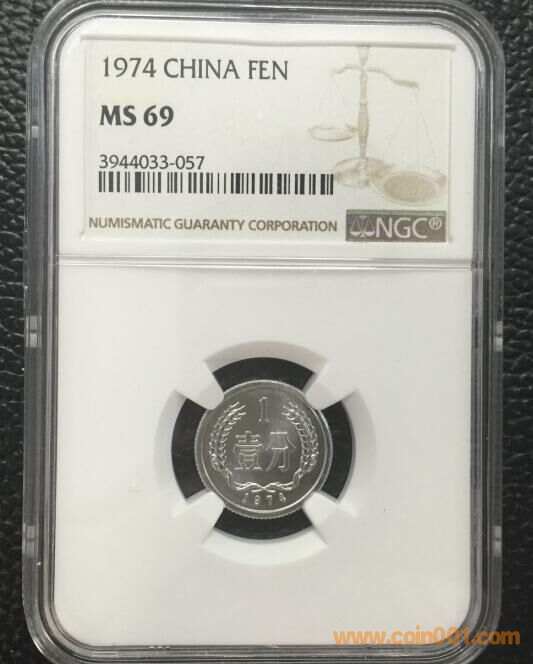 1974 CHINA FEN
MS 69
3944033-057
NUMISMATIC GUARANTY CORPORATION
NGC®
1
壹分
1974
www.coin001.com